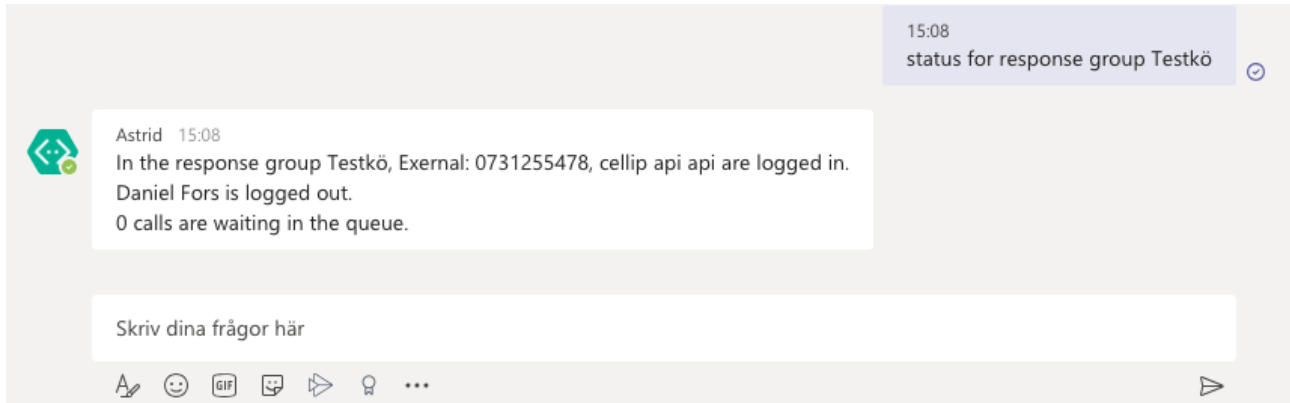 15:08
status for response group Testkö
Astrid 15:08
In the response group Testkö, Exernal: 0731255478, cellip api api are logged in.
Daniel Fors is logged out.
0 calls are waiting in the queue.
Skriv dina frågor här
GIF